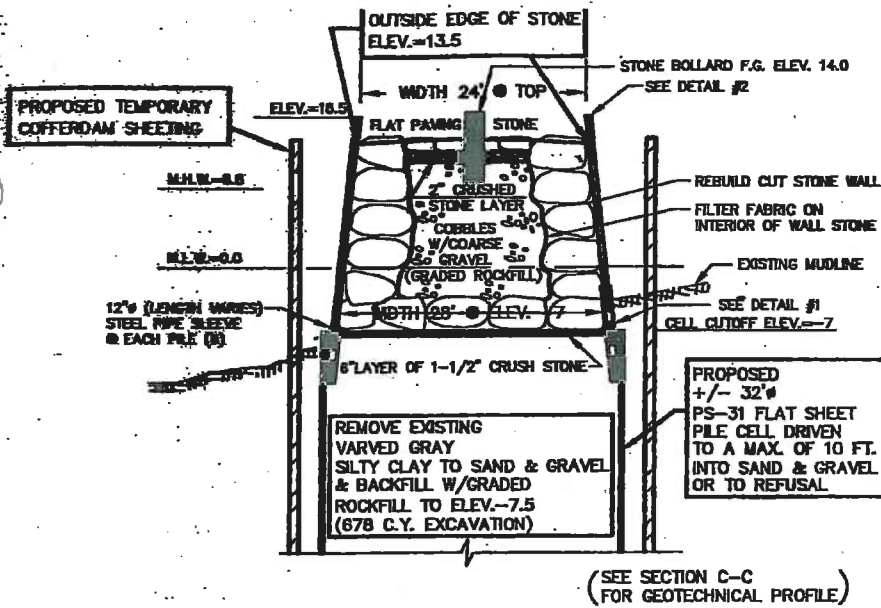 OUTSIDE EDGE OF STONE
ELEV.=13.5
STONE BOLLARD F.G. ELEV. 14.0
WIDTH 24' @ TOP
SEE DETAIL #2
PROPOSED TEMPORARY
COFFERDAM SHEETING
ELEV.=16.5
FLAT PAVING STONE
M.H.W.=8.8
2" CRUSHED
STONE LAYER
COBBLES
W/COARSE
GRAVEL
(GRADED ROCKFILL)
REBUILD CUT STONE WALL
FILTER FABRIC ON
INTERIOR OF WALL STONE
M.L.W.=0.0
EXISTING MUDLINE
12"ø (LENGTH VARIES)
STEEL PIPE SLEEVE
@ EACH PILE
WIDTH @ ELEV. -7
SEE DETAIL #1
CELL CUTOFF ELEV.=-7
6" LAYER OF 1-1/2" CRUSH STONE
PROPOSED
+/- 32'ø
PS-31 FLAT SHEET
PILE CELL DRIVEN
TO A MAX. OF 10 FT.
INTO SAND & GRAVEL
OR TO REFUSAL
REMOVE EXISTING
VARVED GRAY
SILTY CLAY TO SAND & GRAVEL
& BACKFILL W/GRADED
ROCKFILL TO ELEV.-7.5
(678 C.Y. EXCAVATION)
(SEE SECTION C-C
FOR GEOTECHNICAL PROFILE)